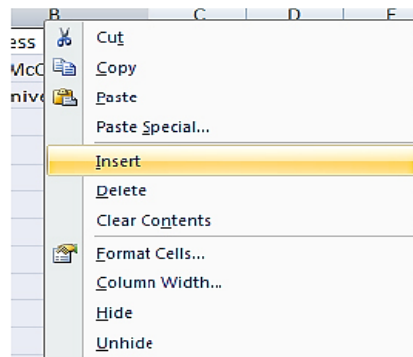 B C D E
ess
Cut
McC
Copy
nive
Paste
Paste Special...
Insert
Delete
Clear Contents
Format Cells...
Column Width...
Hide
Unhide